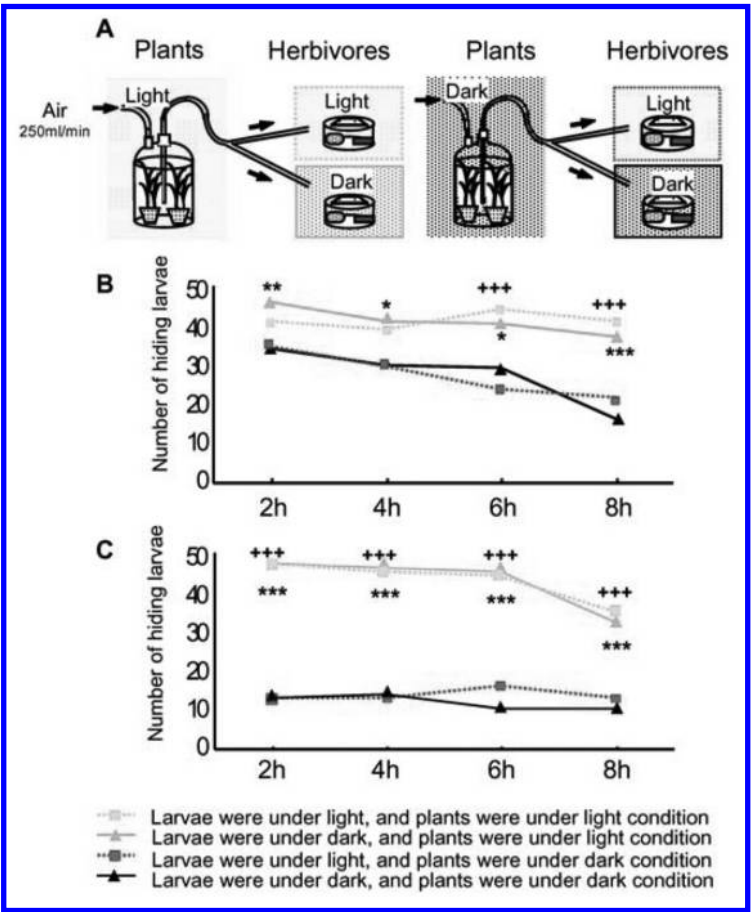 A
Plants Herbivores Plants Herbivores
Light Light Dark Light
Air
250ml/min
Dark Dark
B
Number of hiding larvae
50
40
30
20
10
0
** * +++ +++
* ***
2h 4h 6h 8h
C
Number of hiding larvae
50
40
30
20
10
0
+++ +++ +++ +++
*** *** *** ***
2h 4h 6h 8h
Larvae were under light, and plants were under light condition
Larvae were under dark, and plants were under light condition
Larvae were under light, and plants were under dark condition
Larvae were under dark, and plants were under dark condition